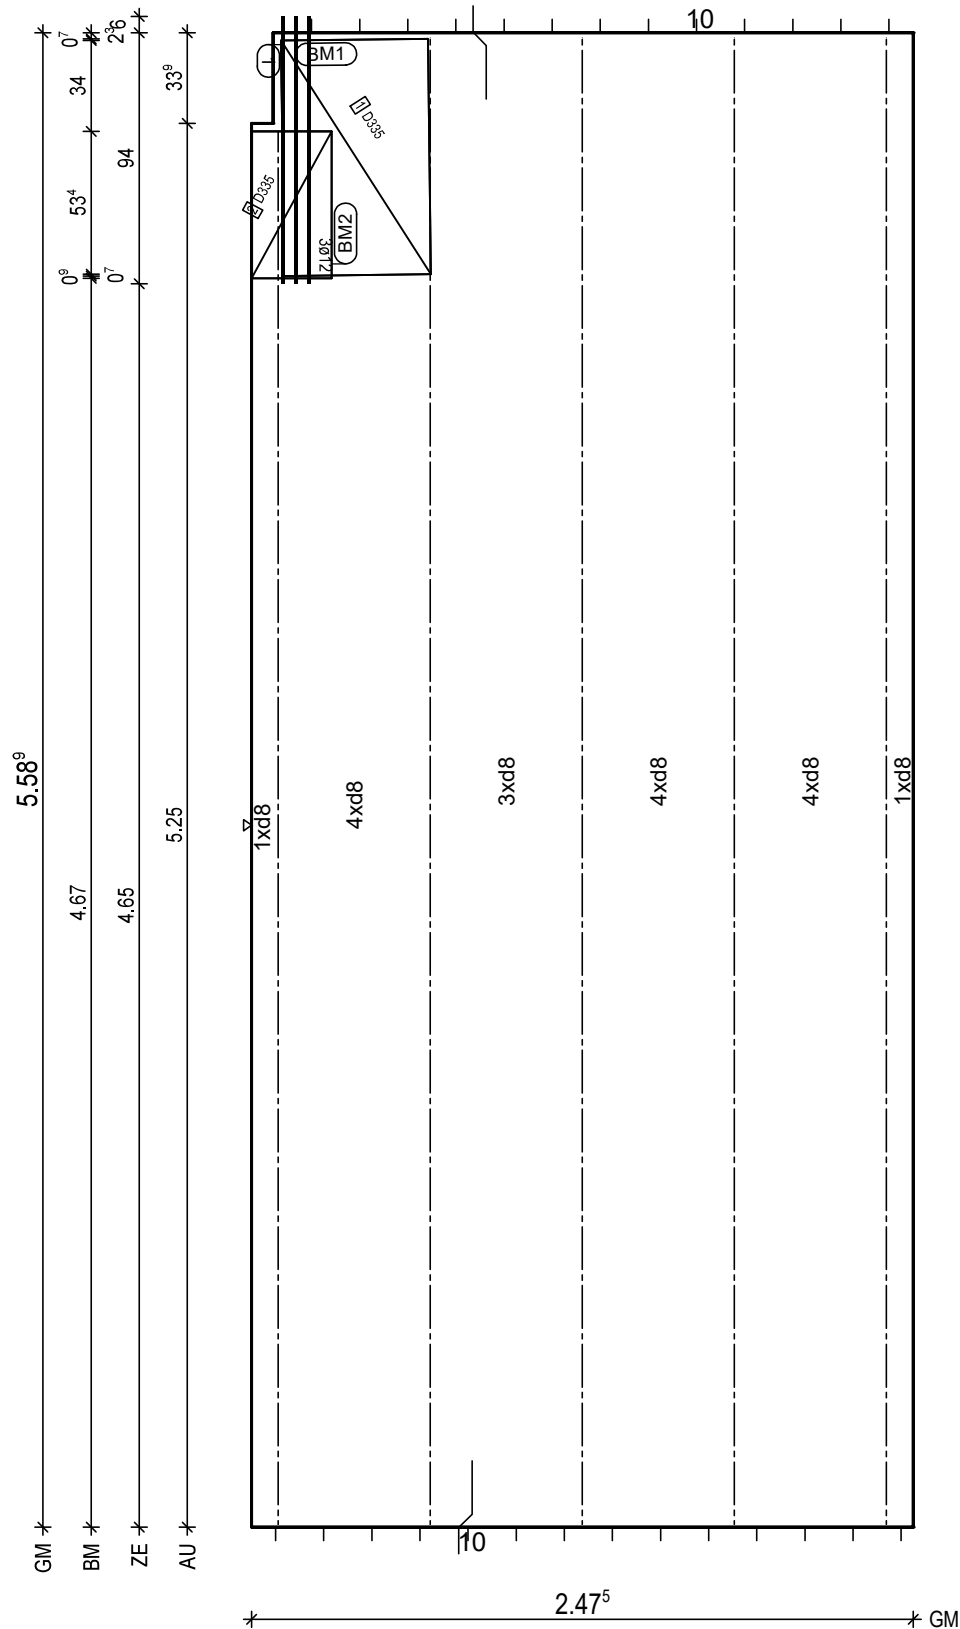 10
2³6
0⁷
34
33⁹
BM1
1 D335
94
53⁴
2 D335
BM2
3ø12
0⁹
0⁷
5.58⁹
5.25
4.67
4.65
1xd8
4xd8
3xd8
4xd8
4xd8
1xd8
10
GM
BM
ZE
AU
2.47⁵
GM